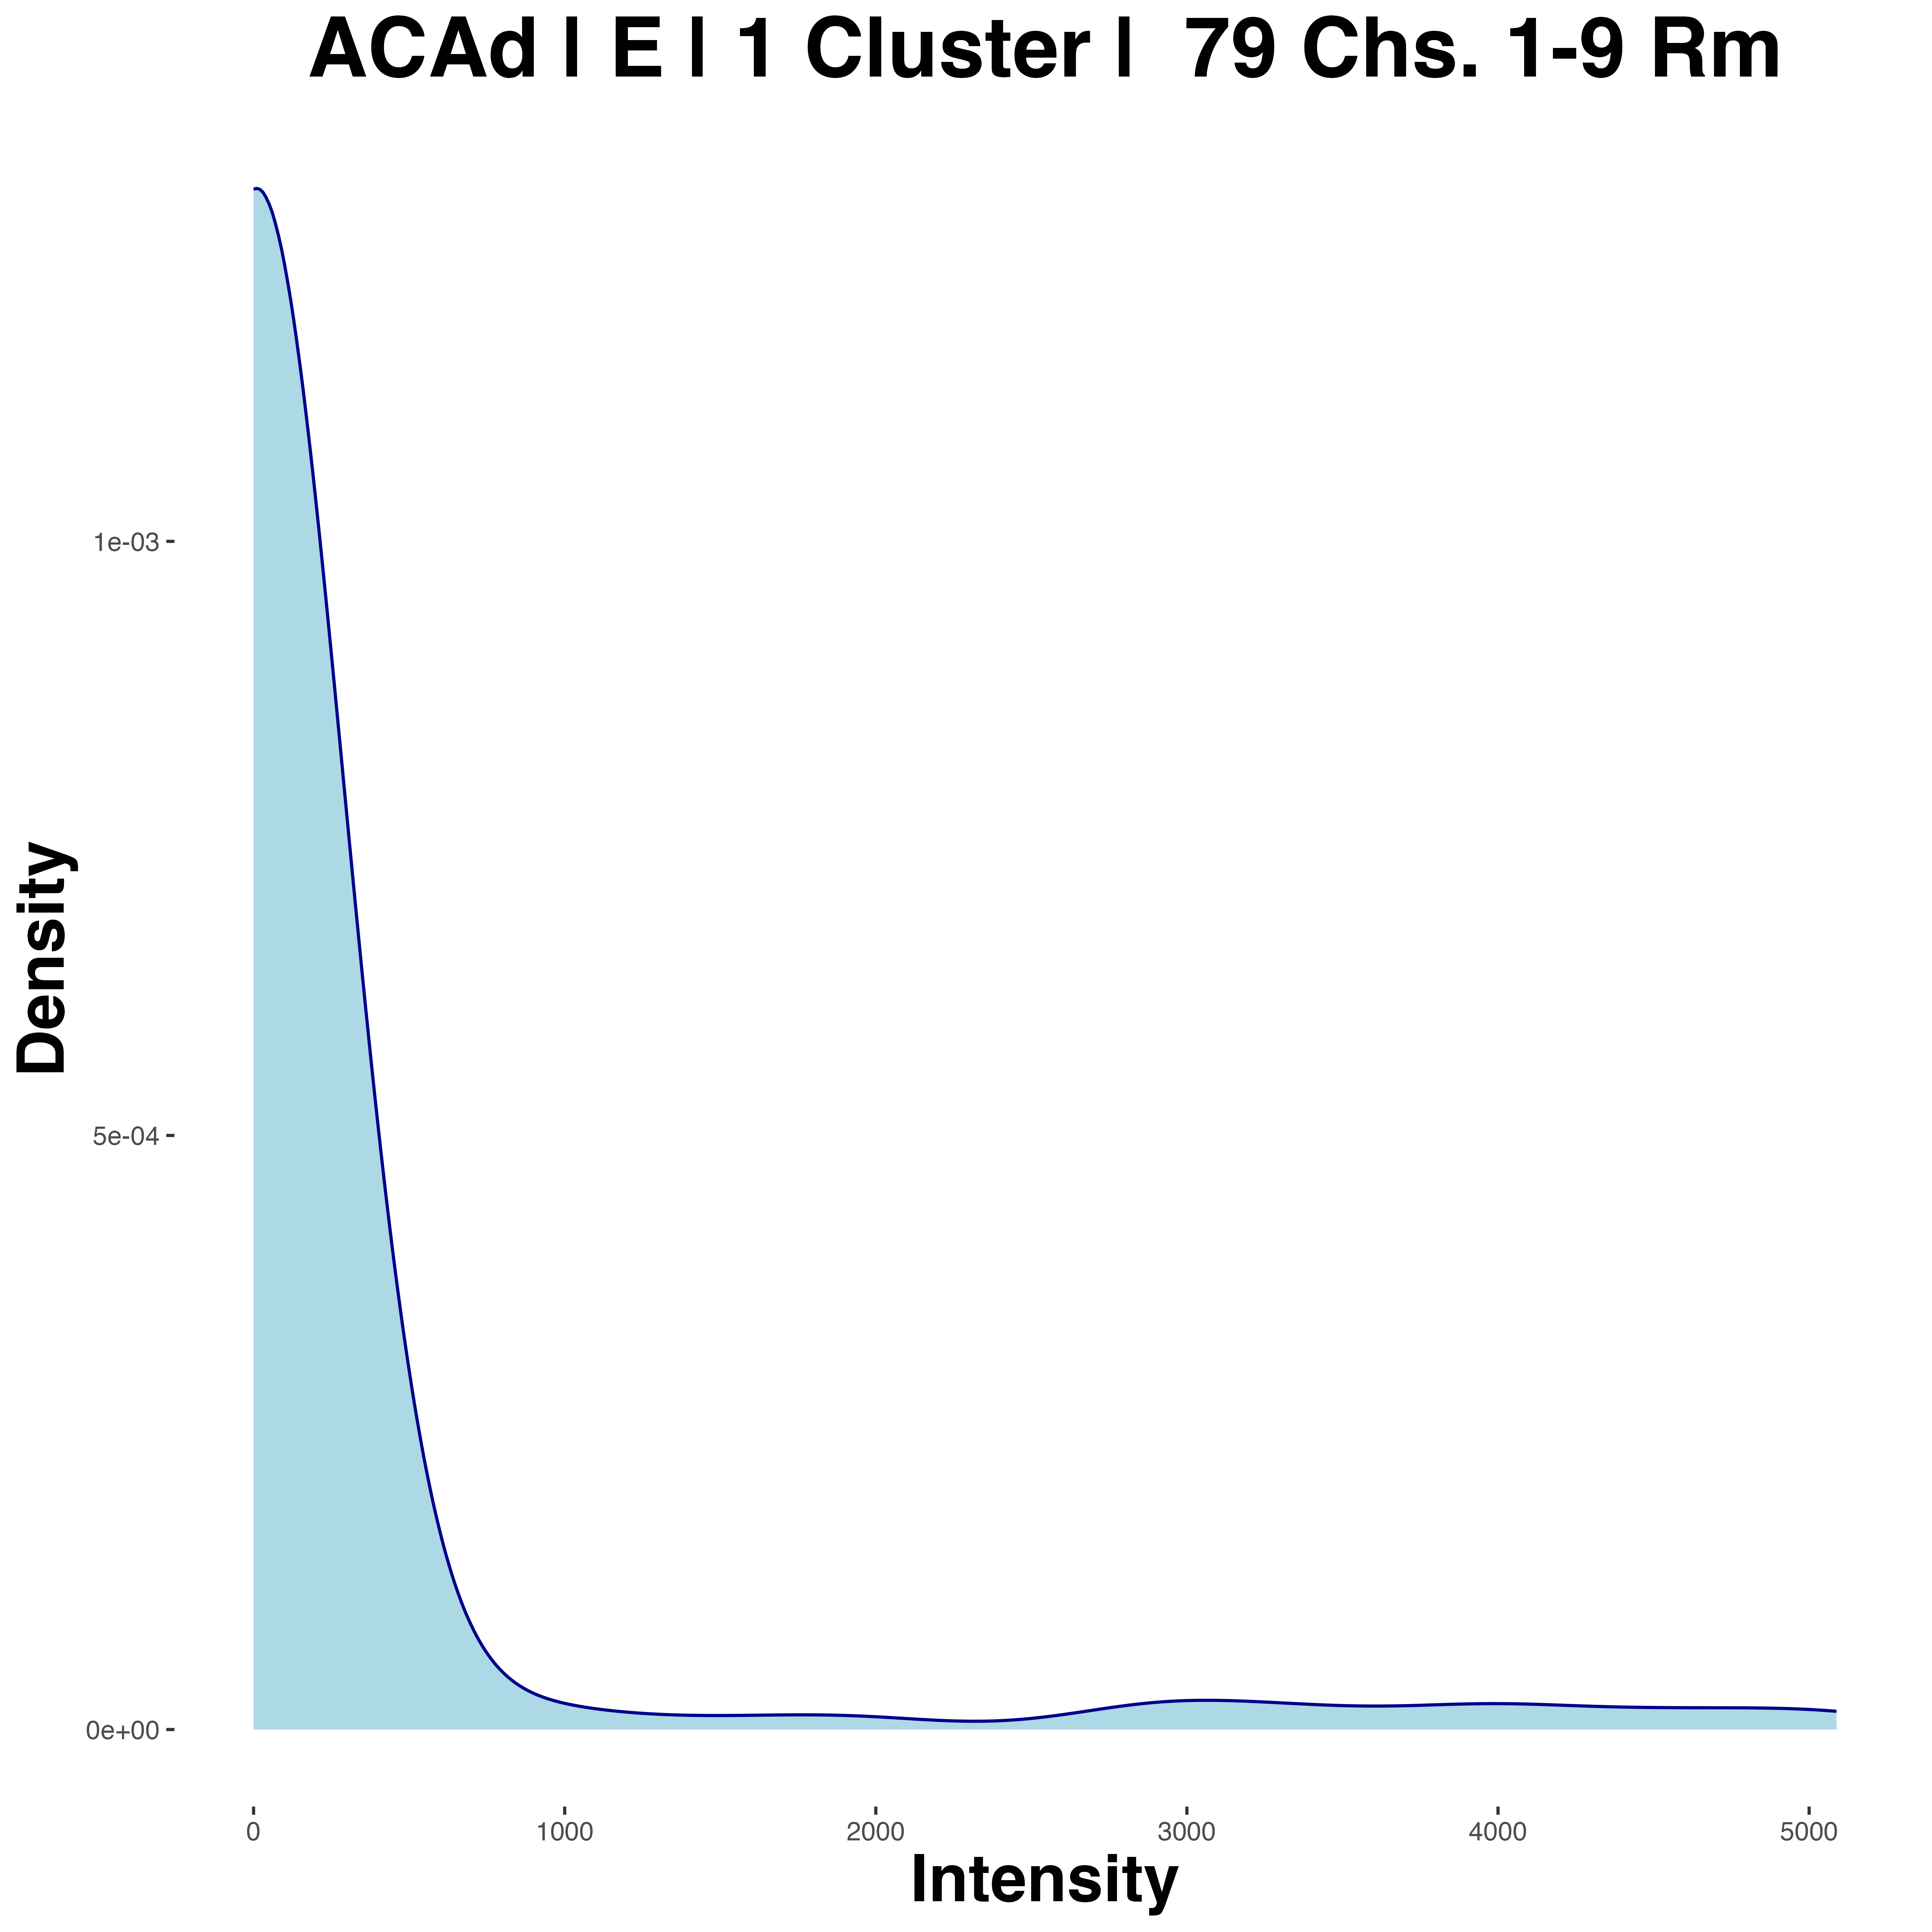 ACAd | E | 1 Cluster | 79 Chs. 1-9 Rm
Density
1e-03
5e-04
0e+00
0 1000 2000 3000 4000 5000
Intensity